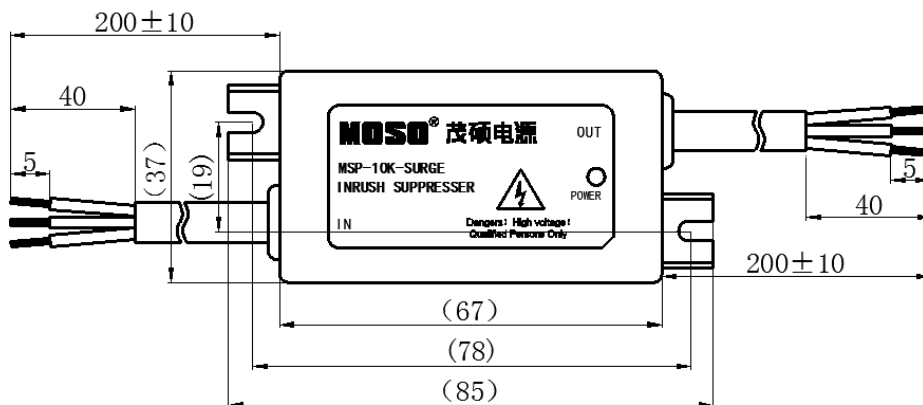 200±10
40
5
(37)
(19)
MOSO® 茂硕电源
OUT
MSP-10K-SURGE
INRUSH SUPPRESSER
POWER
IN
Dangers: High voltage!
Qualified Persons Only
5
40
200±10
(67)
(78)
(85)